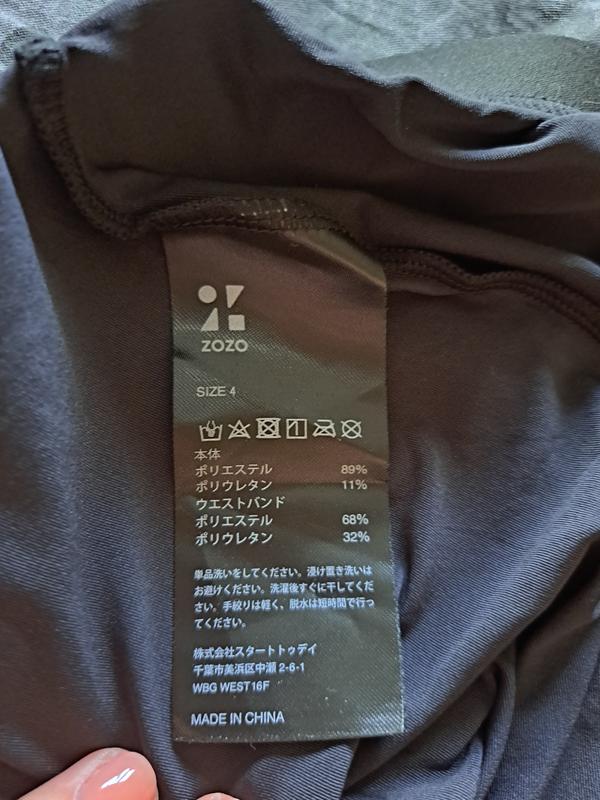 ZOZO
SIZE 4
本体
ポリエステル 89%
ポリウレタン 11%
ウエストバンド
ポリエステル 68%
ポリウレタン 32%
単品洗いをしてください。浸け置き洗いは
お避けください。洗濯後すぐに干してくだ
さい。手絞りは軽く、脱水は短時間で行っ
てください。
株式会社スタートトゥデイ
千葉市美浜区中瀬 2-6-1
WBG WEST16F
MADE IN CHINA